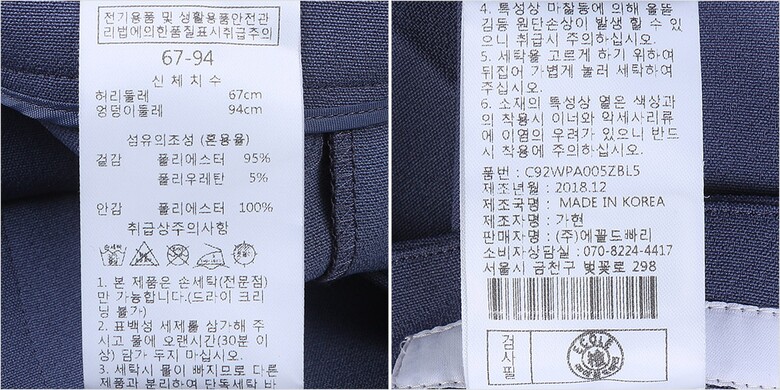 전기용품 및 생활용품안전관
리법에의한품질표시취급주의
67-94
신 체 치 수
허리둘레 67cm
엉덩이둘레 94cm
섬유의조성 (혼용율)
겉감 폴리에스터 95%
폴리우레탄 5%
안감 폴리에스터 100%
취급상주의사항
1. 본 제품은 손세탁(전문점)
만 가능합니다.(드라이 크리
닝 불가)
2. 표백성 세제를 삼가해 주
시고 물에 오랜시간(30분 이
상) 담가 두지 마십시오.
3. 세탁시 물이 빠지므로 다른
제품과 분리하여 단독세탁 바
4. 특성상 마찰등에 의해 올뜯
김등 원단손상이 발생 할 수 있
으니 취급시 주의하십시오.
5. 세탁을 고르게 하기 위하여
뒤집어 가볍게 눌러 세탁하여
주십시오.
6. 소재의 특성상 옅은 색상과
의 착용시 이너와 악세사리류
에 이염의 우려가 있으니 반드
시 착용에 주의하십시오.
품번 : C92WPA005ZBL5
제조년월 : 2018.12
제조국명 : MADE IN KOREA
제조자명 : 가현
판매자명 : (주)에꼴드빠리
소비자상담실 : 070-8224-4417
서울시 금천구 벚꽃로 298
검사필
ECOLE